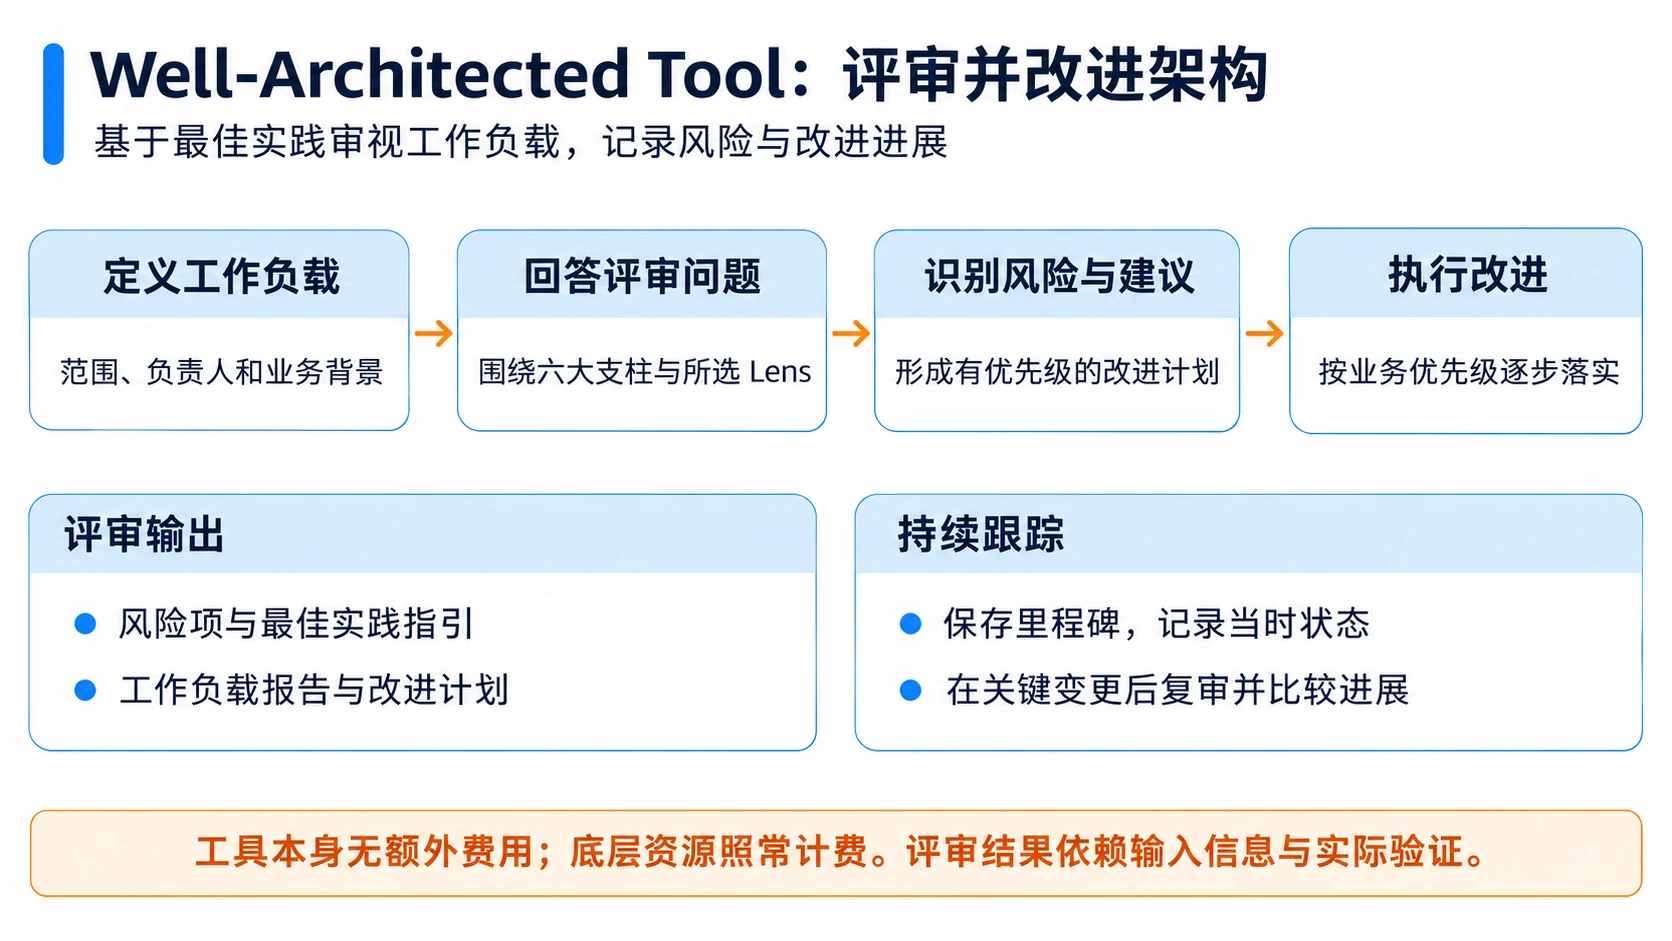 Well-Architected Tool：评审并改进架构
基于最佳实践审视工作负载，记录风险与改进进展
定义工作负载
范围、负责人和业务背景
回答评审问题
围绕六大支柱与所选 Lens
识别风险与建议
形成有优先级的改进计划
执行改进
按业务优先级逐步落实
评审输出
风险项与最佳实践指引
工作负载报告与改进计划
持续跟踪
保存里程碑，记录当时状态
在关键变更后复审并比较进展
工具本身无额外费用；底层资源照常计费。评审结果依赖输入信息与实际验证。